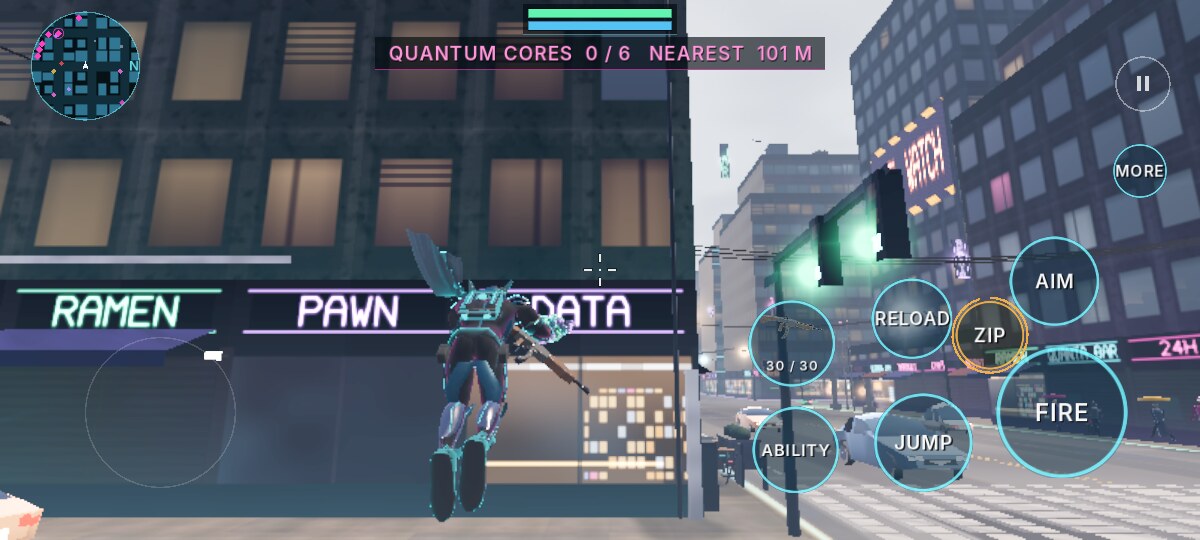 QUANTUM CORES 0 / 6 NEAREST 101 M
N
MORE
WATCH
AIM
RELOAD
ZIP
RAMEN
PAWN
DATA
30 / 30
24H
FIRE
ABILITY
JUMP